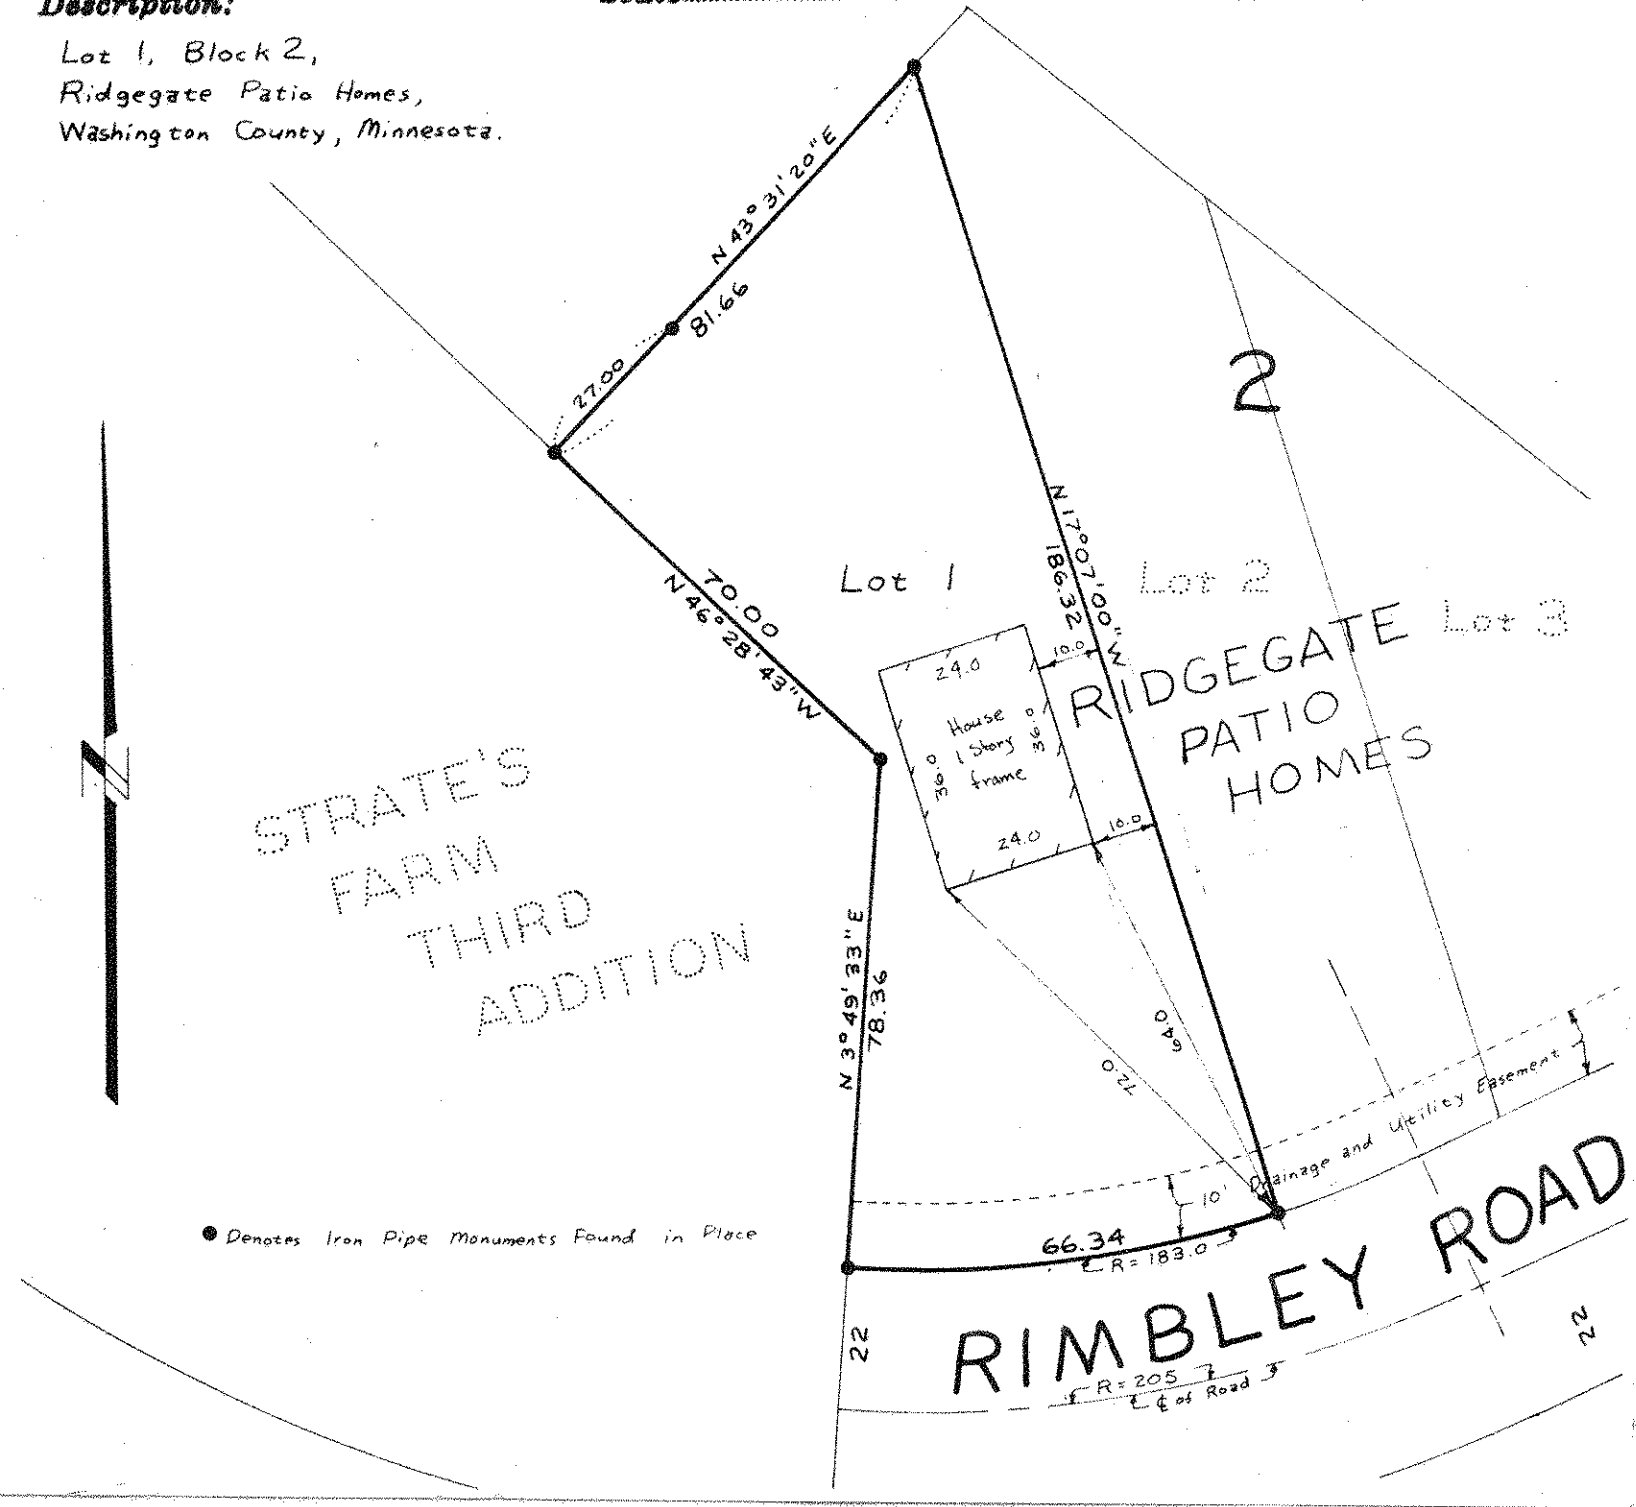 Description:
Lot 1, Block 2,
Ridgegate Patio Homes,
Washington County, Minnesota.
N 43° 31' 20" E
81.66
27.00
2
N 17° 07' 00" W
186.32
70.00
N 46° 28' 43" W
Lot 1
Lot 2
Lot 3
RIDGEGATE
PATIO
HOMES
24.0
10.0
House
1 Story
frame
36.0
36.0
24.0
10.0
N
STRATE'S
FARM
THIRD
ADDITION
N 3° 49' 33" E
78.36
64.0
72.0
Drainage and Utility Easement
10'
● Denotes Iron Pipe Monuments Found in Place
66.34
R = 183.0
RIMBLEY ROAD
22
22
R = 205
℄ of Road